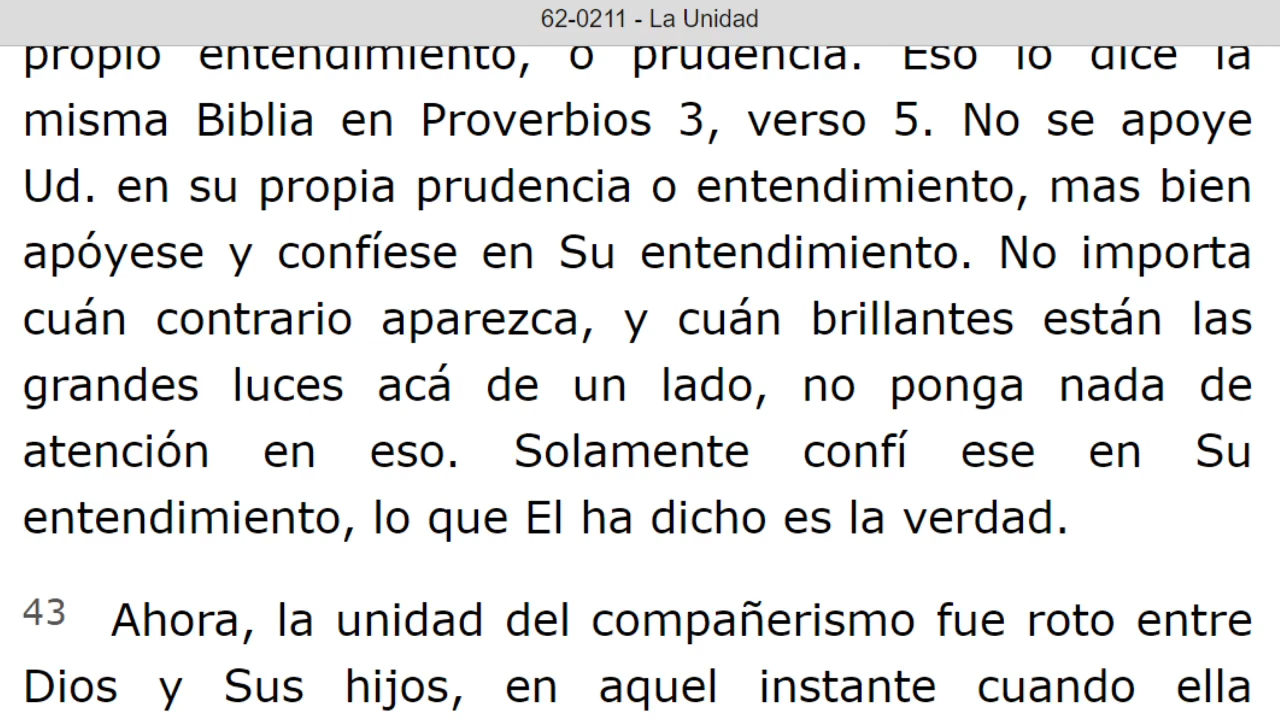 62-0211 - La Unidad
propio entendimiento, o prudencia. Eso lo dice la
misma Biblia en Proverbios 3, verso 5. No se apoye
Ud. en su propia prudencia o entendimiento, mas bien
apóyese y confíese en Su entendimiento. No importa
cuán contrario aparezca, y cuán brillantes están las
grandes luces acá de un lado, no ponga nada de
atención en eso. Solamente confí ese en Su
entendimiento, lo que El ha dicho es la verdad.
43 Ahora, la unidad del compañerismo fue roto entre
Dios y Sus hijos, en aquel instante cuando ella